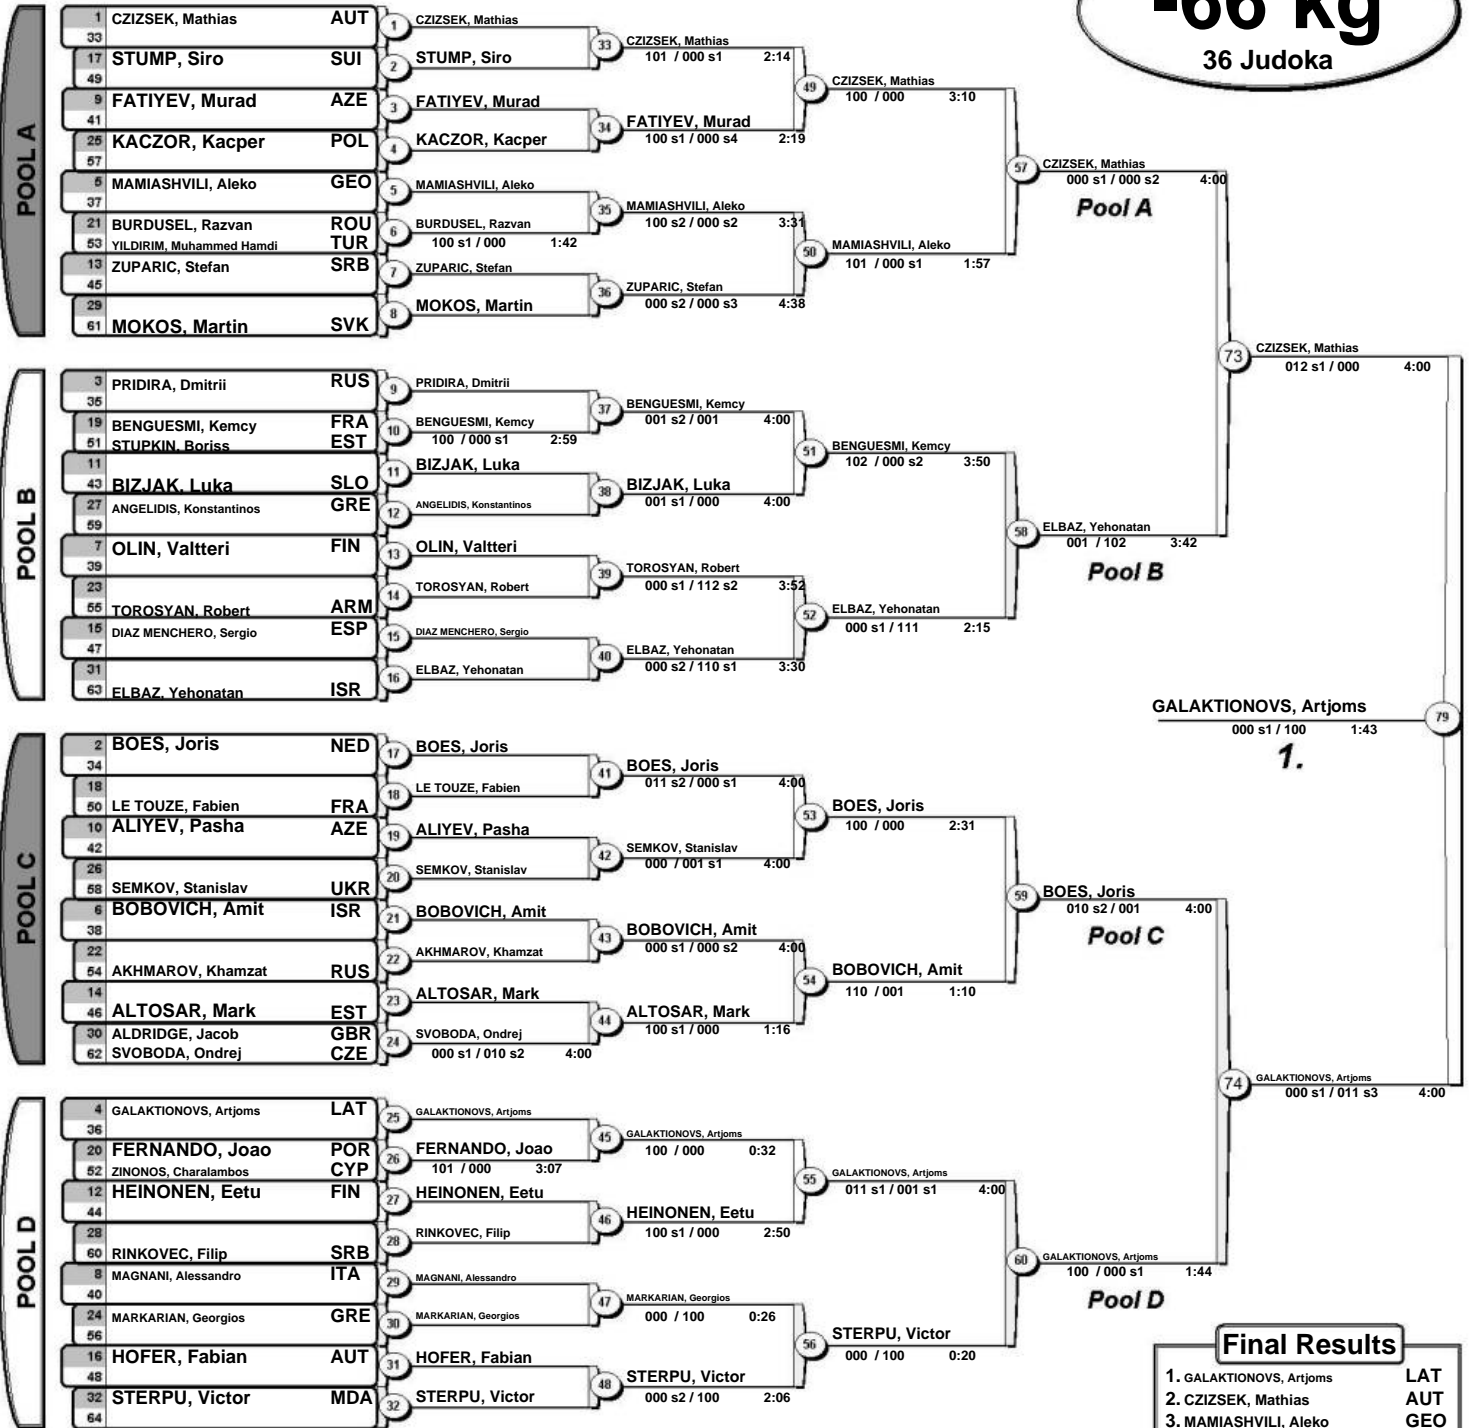 -66 kg
36 Judoka
POOL A
1 CZIZSEK, Mathias AUT
33
17 STUMP, Siro SUI
49
9 FATIYEV, Murad AZE
41
25 KACZOR, Kacper POL
57
5 MAMIASHVILI, Aleko GEO
37
21 BURDUSEL, Razvan ROU
53 YILDIRIM, Muhammed Hamdi TUR
13 ZUPARIC, Stefan SRB
45
29
61 MOKOS, Martin SVK
1 CZIZSEK, Mathias
2 STUMP, Siro
3 FATIYEV, Murad
4 KACZOR, Kacper
5 MAMIASHVILI, Aleko
6 BURDUSEL, Razvan
100 s1 / 000 1:42
7 ZUPARIC, Stefan
8 MOKOS, Martin
33 CZIZSEK, Mathias
101 / 000 s1 2:14
34 FATIYEV, Murad
100 s1 / 000 s4 2:19
35 MAMIASHVILI, Aleko
100 s2 / 000 s2 3:31
36 ZUPARIC, Stefan
000 s2 / 000 s3 4:38
49 CZIZSEK, Mathias
100 / 000 3:10
50 MAMIASHVILI, Aleko
101 / 000 s1 1:57
57 CZIZSEK, Mathias
000 s1 / 000 s2 4:00
Pool A
POOL B
3 PRIDIRA, Dmitrii RUS
35
19 BENGUESMI, Kemcy FRA
51 STUPKIN, Boriss EST
11
43 BIZJAK, Luka SLO
27 ANGELIDIS, Konstantinos GRE
59
7 OLIN, Valtteri FIN
39
23
55 TOROSYAN, Robert ARM
15 DIAZ MENCHERO, Sergio ESP
47
31
63 ELBAZ, Yehonatan ISR
9 PRIDIRA, Dmitrii
10 BENGUESMI, Kemcy
100 / 000 s1 2:59
11 BIZJAK, Luka
12 ANGELIDIS, Konstantinos
13 OLIN, Valtteri
14 TOROSYAN, Robert
15 DIAZ MENCHERO, Sergio
16 ELBAZ, Yehonatan
37 BENGUESMI, Kemcy
001 s2 / 001 4:00
38 BIZJAK, Luka
001 s1 / 000 4:00
39 TOROSYAN, Robert
000 s1 / 112 s2 3:52
40 ELBAZ, Yehonatan
000 s2 / 110 s1 3:30
51 BENGUESMI, Kemcy
102 / 000 s2 3:50
52 ELBAZ, Yehonatan
000 s1 / 111 2:15
58 ELBAZ, Yehonatan
001 / 102 3:42
Pool B
73 CZIZSEK, Mathias
012 s1 / 000 4:00
GALAKTIONOVS, Artjoms 79
000 s1 / 100 1:43
1.
POOL C
2 BOES, Joris NED
34
18
50 LE TOUZE, Fabien FRA
10 ALIYEV, Pasha AZE
42
26
58 SEMKOV, Stanislav UKR
6 BOBOVICH, Amit ISR
38
22
54 AKHMAROV, Khamzat RUS
14
46 ALTOSAR, Mark EST
30 ALDRIDGE, Jacob GBR
62 SVOBODA, Ondrej CZE
17 BOES, Joris
18 LE TOUZE, Fabien
19 ALIYEV, Pasha
20 SEMKOV, Stanislav
21 BOBOVICH, Amit
22 AKHMAROV, Khamzat
23 ALTOSAR, Mark
24 SVOBODA, Ondrej
000 s1 / 010 s2 4:00
41 BOES, Joris
011 s2 / 000 s1 4:00
42 SEMKOV, Stanislav
000 / 001 s1 4:00
43 BOBOVICH, Amit
000 s1 / 000 s2 4:00
44 ALTOSAR, Mark
100 s1 / 000 1:16
53 BOES, Joris
100 / 000 2:31
54 BOBOVICH, Amit
110 / 001 1:10
59 BOES, Joris
010 s2 / 001 4:00
Pool C
POOL D
4 GALAKTIONOVS, Artjoms LAT
36
20 FERNANDO, Joao POR
52 ZINONOS, Charalambos CYP
12 HEINONEN, Eetu FIN
44
28
60 RINKOVEC, Filip SRB
8 MAGNANI, Alessandro ITA
40
24 MARKARIAN, Georgios GRE
56
16 HOFER, Fabian AUT
48
32 STERPU, Victor MDA
64
25 GALAKTIONOVS, Artjoms
26 FERNANDO, Joao
101 / 000 3:07
27 HEINONEN, Eetu
28 RINKOVEC, Filip
29 MAGNANI, Alessandro
30 MARKARIAN, Georgios
31 HOFER, Fabian
32 STERPU, Victor
45 GALAKTIONOVS, Artjoms
100 / 000 0:32
46 HEINONEN, Eetu
100 s1 / 000 2:50
47 MARKARIAN, Georgios
000 / 100 0:26
48 STERPU, Victor
000 s2 / 100 2:06
55 GALAKTIONOVS, Artjoms
011 s1 / 001 s1 4:00
56 STERPU, Victor
000 / 100 0:20
60 GALAKTIONOVS, Artjoms
100 / 000 s1 1:44
Pool D
74 GALAKTIONOVS, Artjoms
000 s1 / 011 s3 4:00
Final Results
1. GALAKTIONOVS, Artjoms LAT
2. CZIZSEK, Mathias AUT
3. MAMIASHVILI, Aleko GEO